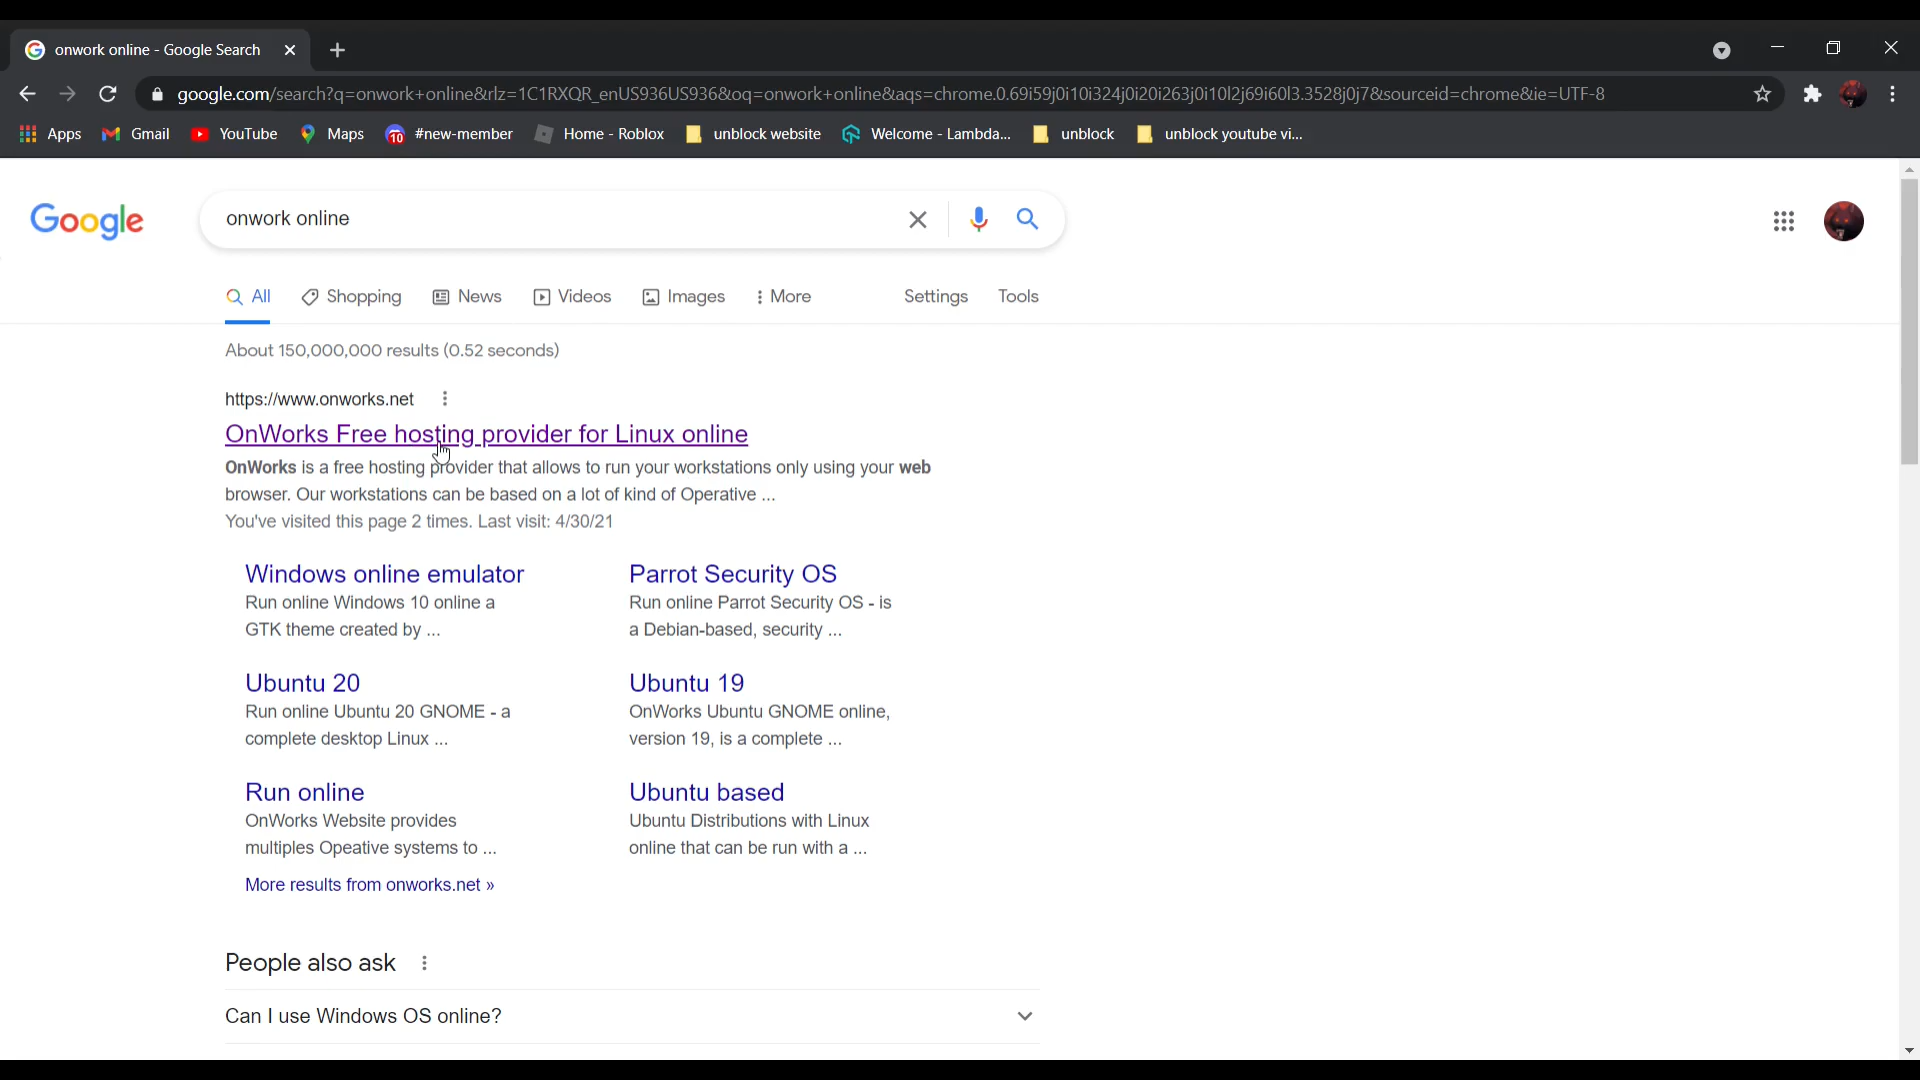 onwork online - Google Search
google.com/search?q=onwork+online&rlz=1C1RXQR_enUS936US936&oq=onwork+online&aqs=chrome.0.69i59j0i10i324j0i20i263j0i10l2j69i60l3.3528j0j7&sourceid=chrome&ie=UTF-8
Apps Gmail YouTube Maps 10 #new-member Home - Roblox unblock website Welcome - Lambda... unblock unblock youtube vi...
Google onwork online
All Shopping News Videos Images More Settings Tools
About 150,000,000 results (0.52 seconds)
https://www.onworks.net
OnWorks Free hosting provider for Linux online
OnWorks is a free hosting provider that allows to run your workstations only using your web
browser. Our workstations can be based on a lot of kind of Operative ...
You've visited this page 2 times. Last visit: 4/30/21
Windows online emulator
Run online Windows 10 online a
GTK theme created by ...
Parrot Security OS
Run online Parrot Security OS - is
a Debian-based, security ...
Ubuntu 20
Run online Ubuntu 20 GNOME - a
complete desktop Linux ...
Ubuntu 19
OnWorks Ubuntu GNOME online,
version 19, is a complete ...
Run online
OnWorks Website provides
multiples Opeative systems to ...
Ubuntu based
Ubuntu Distributions with Linux
online that can be run with a ...
More results from onworks.net »
People also ask
Can I use Windows OS online?